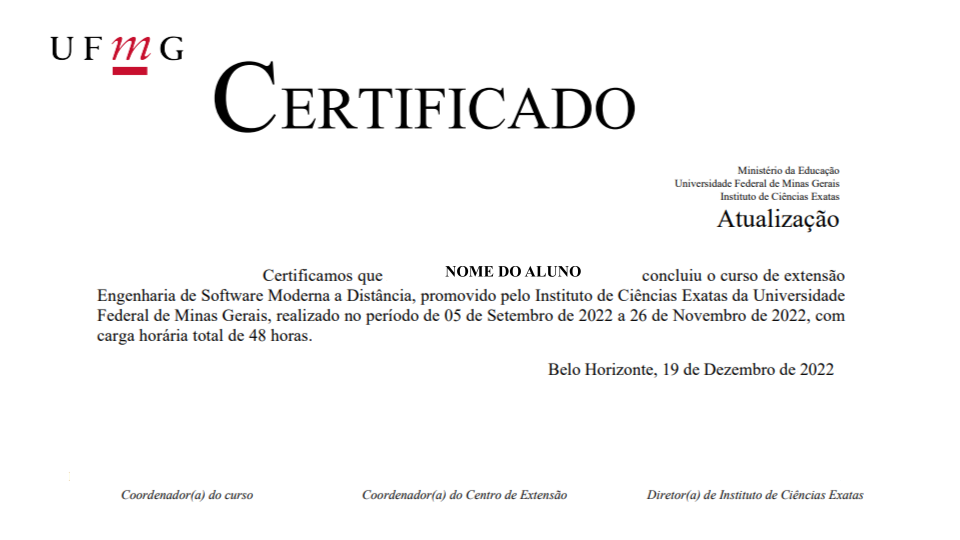 UFMG
CERTIFICADO
Ministério da Educação
Universidade Federal de Minas Gerais
Instituto de Ciências Exatas
Atualização
Certificamos que NOME DO ALUNO concluiu o curso de extensão
Engenharia de Software Moderna a Distância, promovido pelo Instituto de Ciências Exatas da Universidade
Federal de Minas Gerais, realizado no período de 05 de Setembro de 2022 a 26 de Novembro de 2022, com
carga horária total de 48 horas.
Belo Horizonte, 19 de Dezembro de 2022
Coordenador(a) do curso
Coordenador(a) do Centro de Extensão
Diretor(a) de Instituto de Ciências Exatas